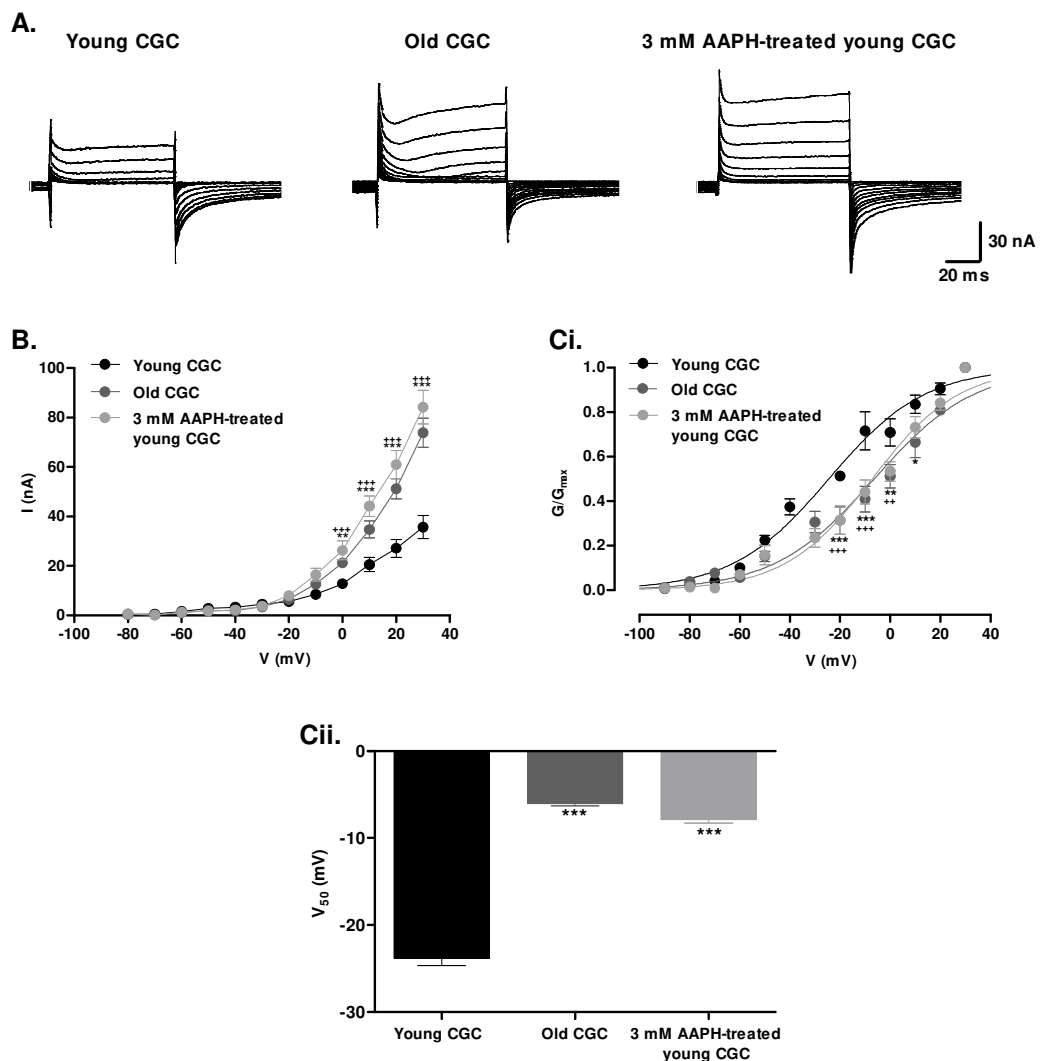 A.
Young CGC
Old CGC
3 mM AAPH-treated young CGC
30 nA
20 ms
B.
Young CGC
Old CGC
3 mM AAPH-treated
young CGC
I (nA)
100
80
60
40
20
0
-100
-80
-60
-40
-20
0
20
40
V (mV)
+++
***
+++
***
+++
***
+++
**
Ci.
Young CGC
Old CGC
3 mM AAPH-treated
young CGC
G/Gmax
1.0
0.8
0.6
0.4
0.2
0.0
-100
-80
-60
-40
-20
0
20
40
V (mV)
***
+++
***
+++
**
++
*
Cii.
V50 (mV)
0
-10
-20
-30
***
***
Young CGC
Old CGC
3 mM AAPH-treated
young CGC